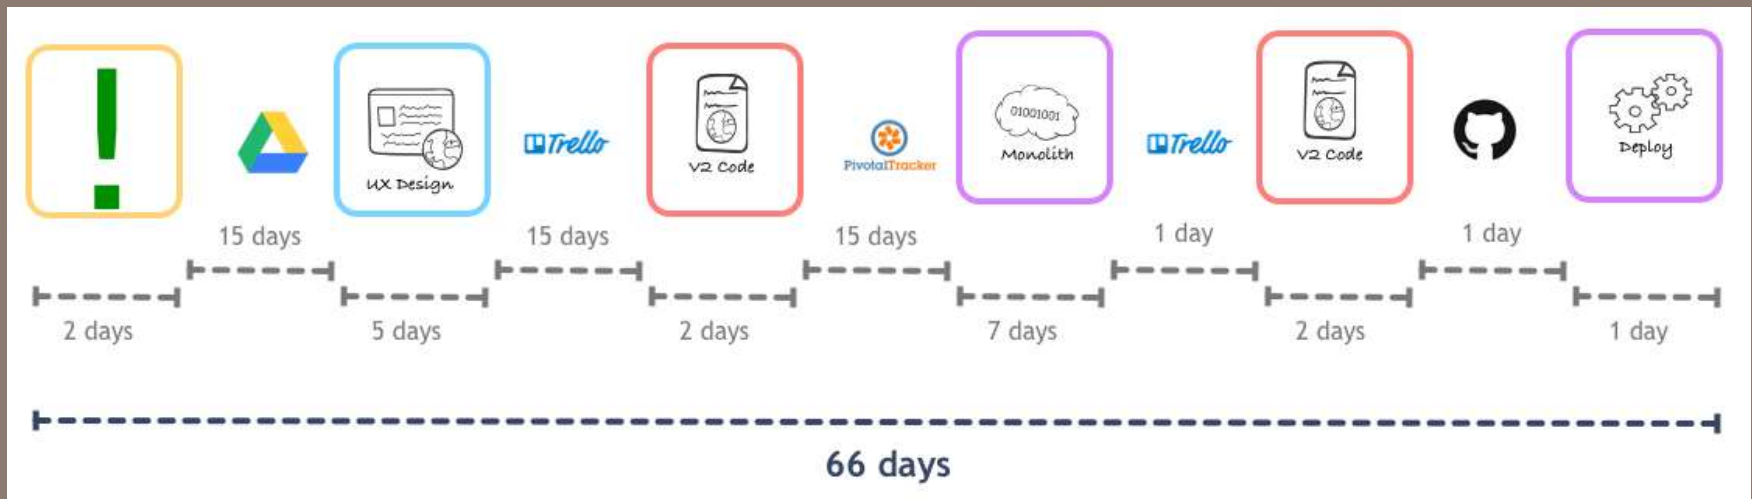 !
UX Design
Trello
V2 Code
PivotalTracker
01001001
Monolith
Trello
V2 Code
Deploy
15 days
15 days
15 days
1 day
1 day
2 days
5 days
2 days
7 days
2 days
1 day
66 days